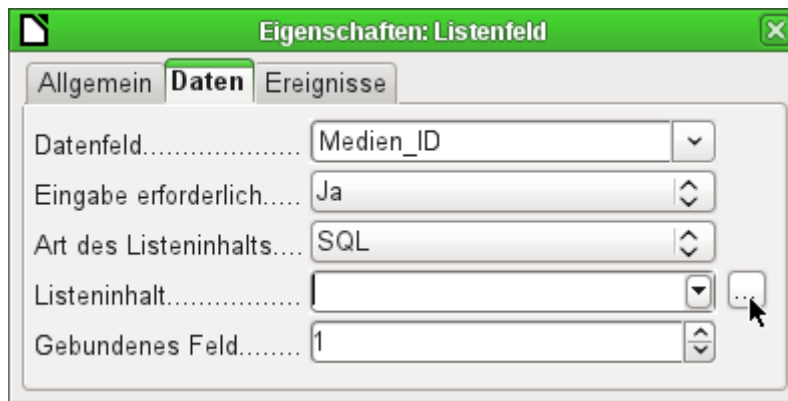 Eigenschaften: Listenfeld
Allgemein Daten Ereignisse
Datenfeld.................... Medien_ID
Eingabe erforderlich..... Ja
Art des Listeninhalts.... SQL
Listeninhalt................. ...
Gebundenes Feld........ 1